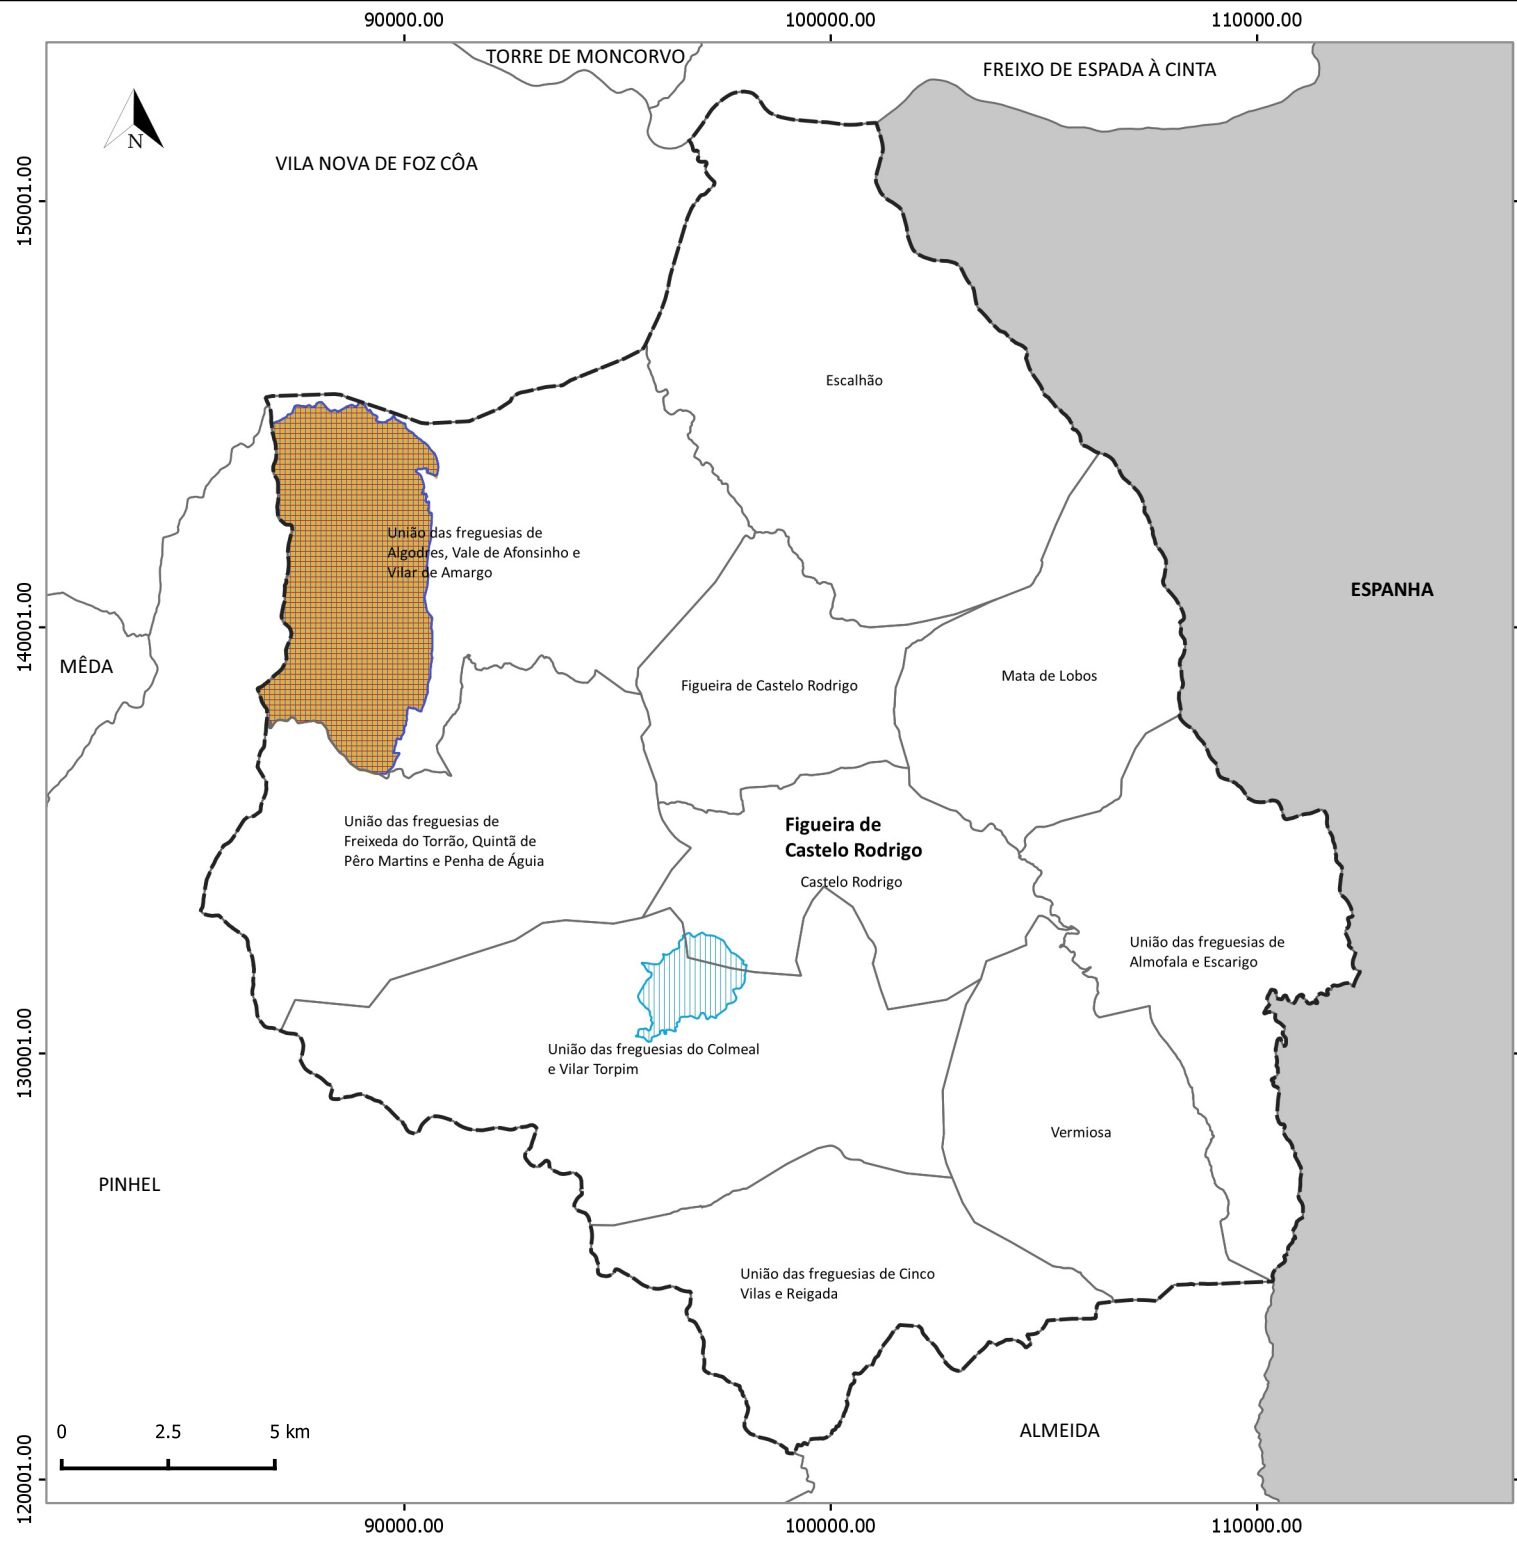 90000.00
100000.00
110000.00
TORRE DE MONCORVO
FREIXO DE ESPADA À CINTA
N
VILA NOVA DE FOZ CÔA
150001.00
Escalhão
União das freguesias de
Algodres, Vale de Afonsinho e
Vilar de Amargo
ESPANHA
140001.00
MÊDA
Figueira de Castelo Rodrigo
Mata de Lobos
União das freguesias de
Freixeda do Torrão, Quintã de
Pêro Martins e Penha de Águia
Figueira de
Castelo Rodrigo
Castelo Rodrigo
União das freguesias de
Almofala e Escarigo
130001.00
União das freguesias do Colmeal
e Vilar Torpim
Vermiosa
PINHEL
União das freguesias de Cinco
Vilas e Reigada
0
2.5
5 km
ALMEIDA
120001.00
90000.00
100000.00
110000.00